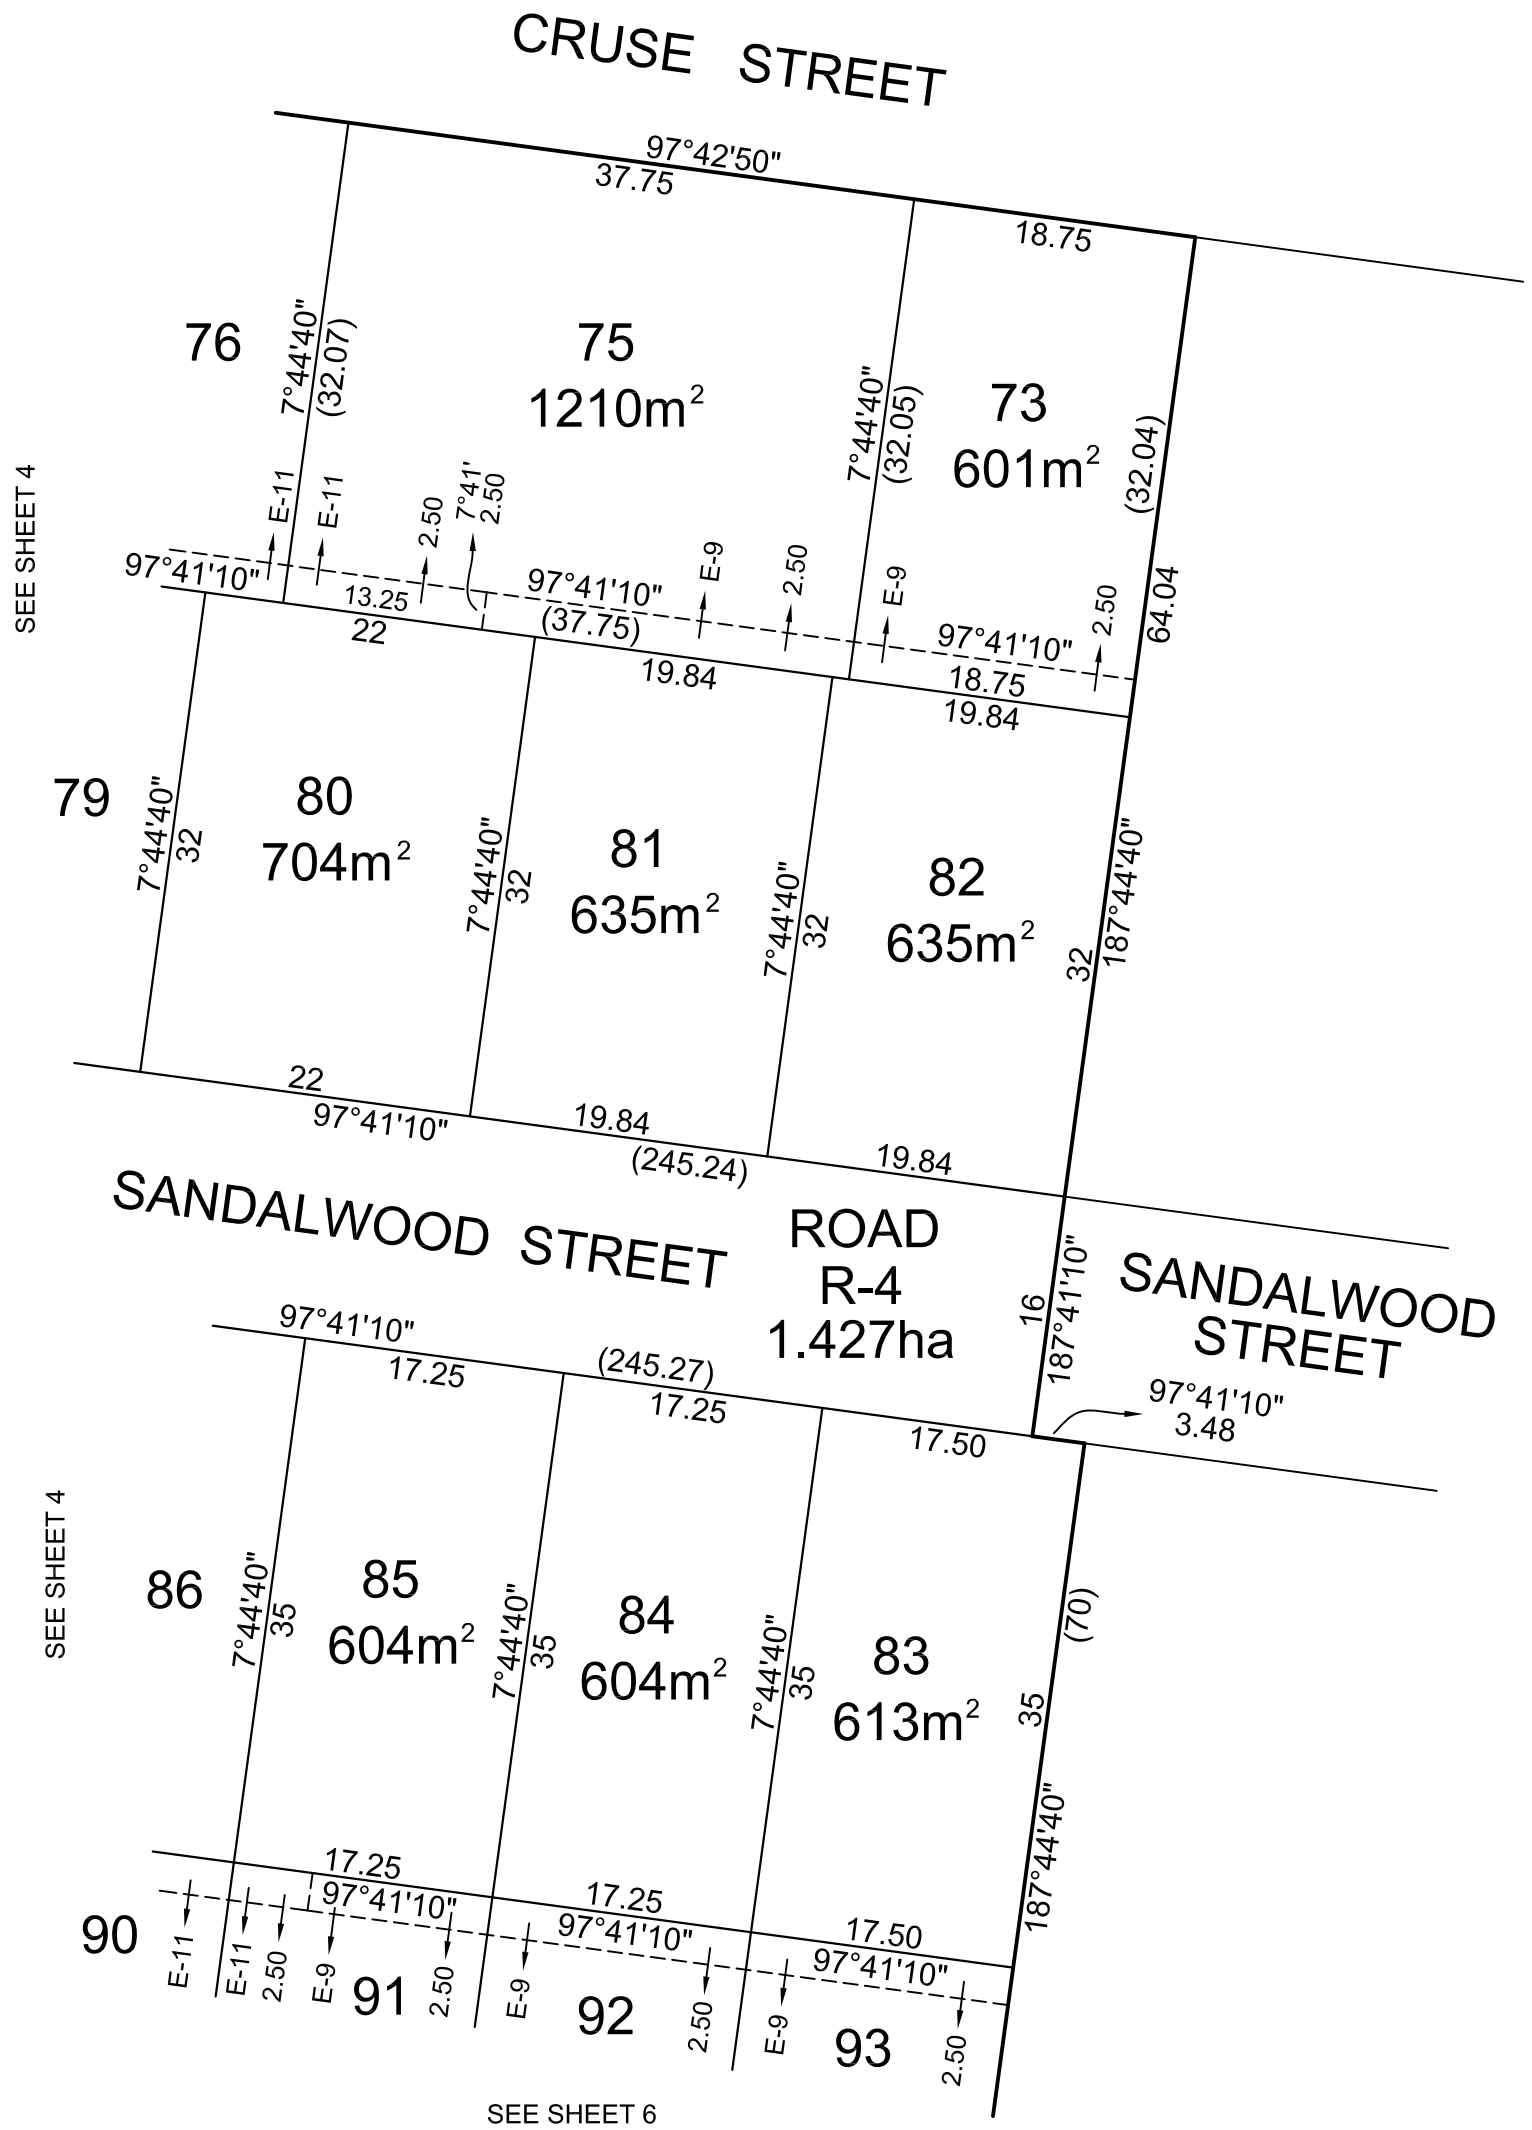 CRUSE STREET
97°42'50"
37.75
18.75
76
7°44'40"
(32.07)
75
1210m²
7°44'40"
(32.05)
73
601m²
(32.04)
64.04
SEE SHEET 4
E-11
E-11
2.50
7°41'
2.50
E-9
2.50
E-9
2.50
97°41'10"
13.25
97°41'10"
(37.75)
97°41'10"
18.75
22
19.84
19.84
79
7°44'40"
32
80
704m²
7°44'40"
32
81
635m²
7°44'40"
32
82
635m²
32
187°44'40"
22
97°41'10"
19.84
(245.24)
19.84
SANDALWOOD STREET
ROAD
R-4
1.427ha
16
187°41'10"
SANDALWOOD
STREET
97°41'10"
3.48
97°41'10"
17.25
(245.27)
17.25
17.50
SEE SHEET 4
86
7°44'40"
35
85
604m²
7°44'40"
35
84
604m²
7°44'40"
35
83
613m²
35
(70)
187°44'40"
17.25
97°41'10"
17.25
97°41'10"
17.50
97°41'10"
90
E-11
E-11
2.50
E-9
91
2.50
E-9
92
2.50
E-9
93
2.50
SEE SHEET 6